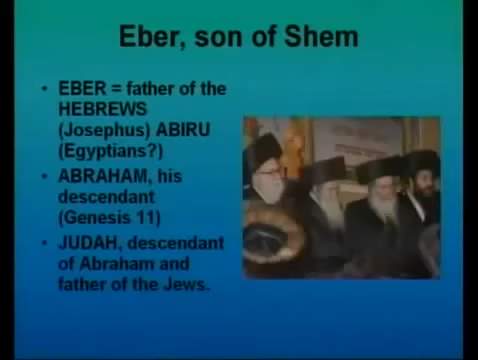 Eber, son of Shem
• EBER = father of the
HEBREWS
(Josephus) ABIRU
(Egyptians?)
• ABRAHAM, his
descendant
(Genesis 11)
• JUDAH, descendant
of Abraham and
father of the Jews.